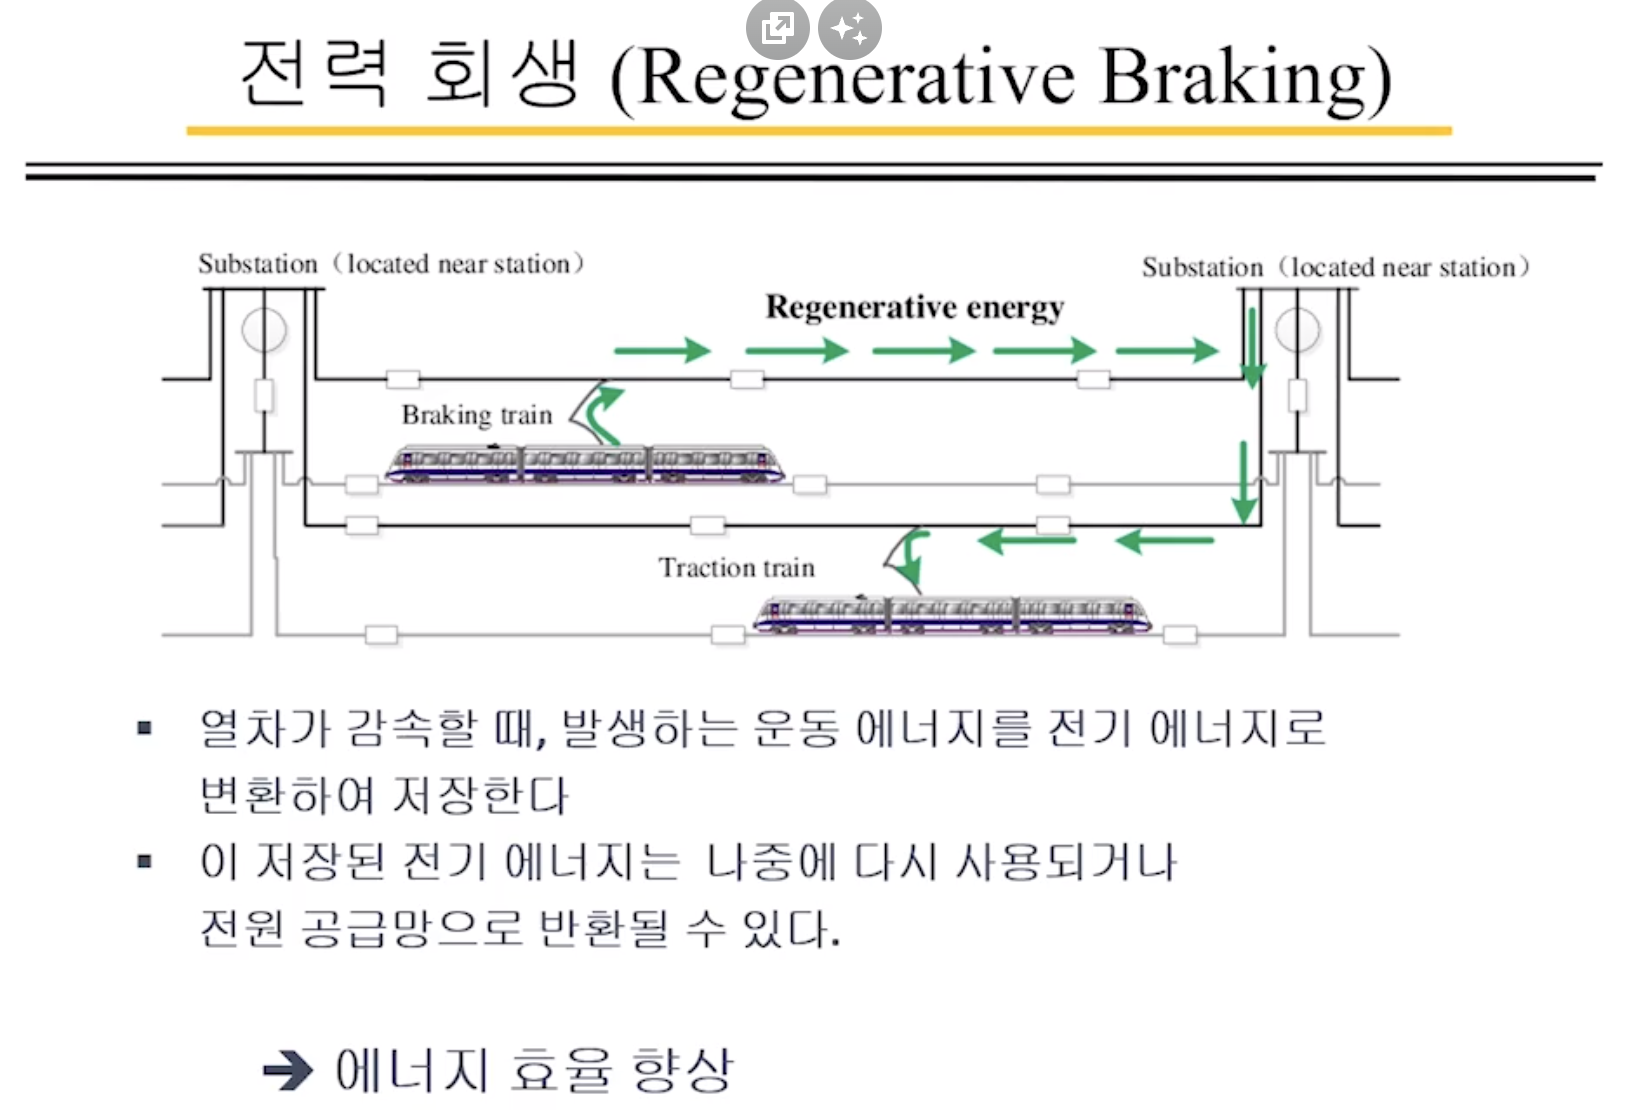 전력 회생 (Regenerative Braking)
Substation（located near station）
Substation（located near station）
Regenerative energy
Braking train
Traction train
▪ 열차가 감속할 때, 발생하는 운동 에너지를 전기 에너지로
변환하여 저장한다
▪ 이 저장된 전기 에너지는 나중에 다시 사용되거나
전원 공급망으로 반환될 수 있다.
➔ 에너지 효율 향상